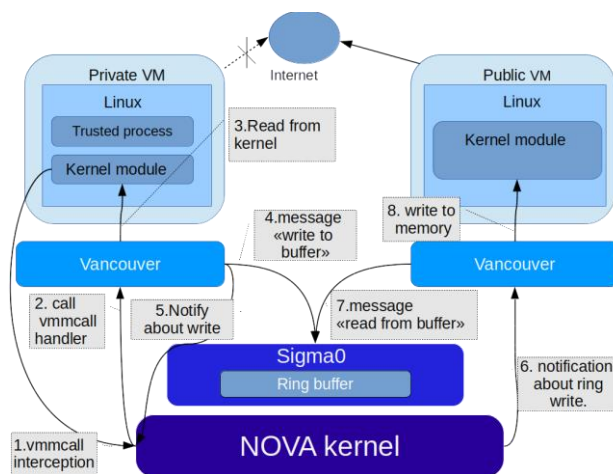 Private VM
Internet
Public VM
Linux
Linux
Trusted process
Kernel module
3.Read from
kernel
Kernel module
4.message
«write to
buffer»
8. write to
memory
Vancouver
Vancouver
2. call
vmmcall
handler
5.Notify
about write
7.message
«read from buffer»
Sigma0
Ring buffer
6. notification
about ring
write.
1.vmmcall
interception
NOVA kernel